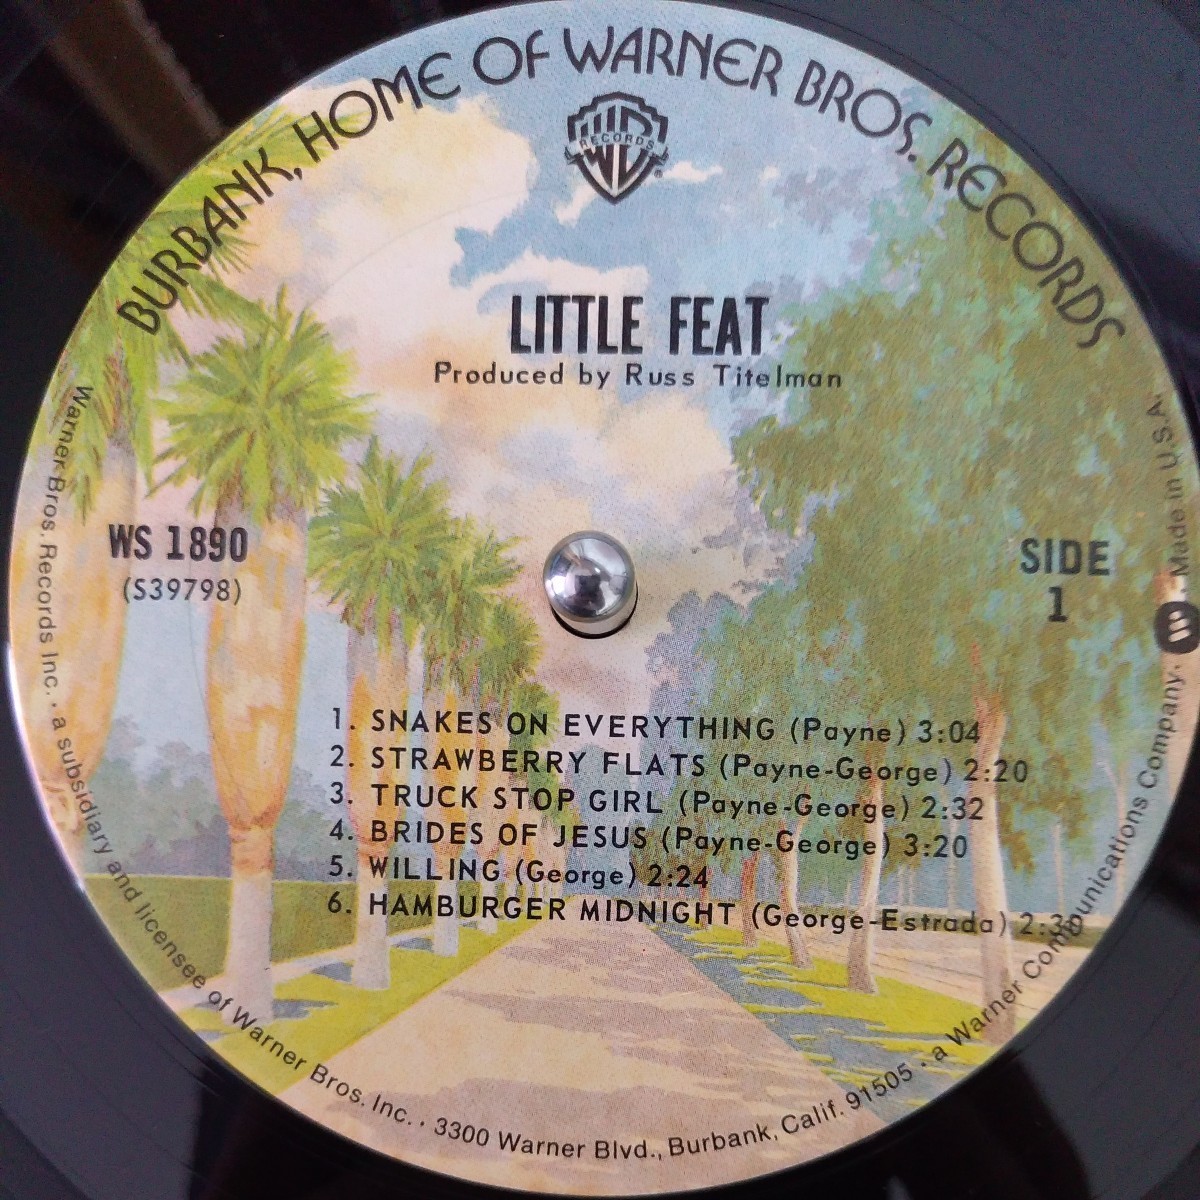 BURBANK, HOME OF WARNER BROS. RECORDS
WB
RECORDS
®
LITTLE FEAT
Produced by Russ Titelman
WS 1890
(S39798)
SIDE
1
1. SNAKES ON EVERYTHING (Payne) 3:04
2. STRAWBERRY FLATS (Payne-George) 2:20
3. TRUCK STOP GIRL (Payne-George) 2:32
4. BRIDES OF JESUS (Payne-George) 3:20
5. WILLING (George) 2:24
6. HAMBURGER MIDNIGHT (George-Estrada)
Warner Bros. Records Inc. · a subsidiary and licensee of Warner Bros. Inc. · 3300 Warner Blvd., Burbank, Calif. 91505 · a Warner Communications Company. Made in U.S.A.